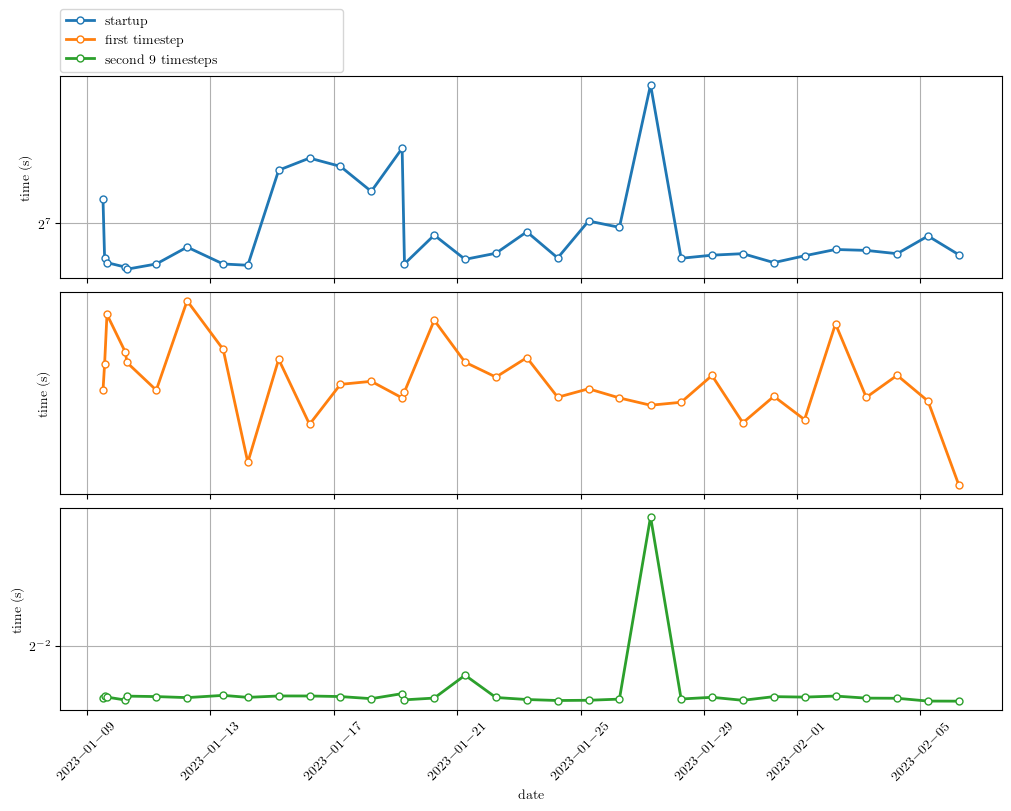 startup
first timestep
second 9 timesteps
time (s)
2^7
time (s)
time (s)
2^−2
2023−01−09
2023−01−13
2023−01−17
2023−01−21
2023−01−25
2023−01−29
2023−02−01
2023−02−05
date